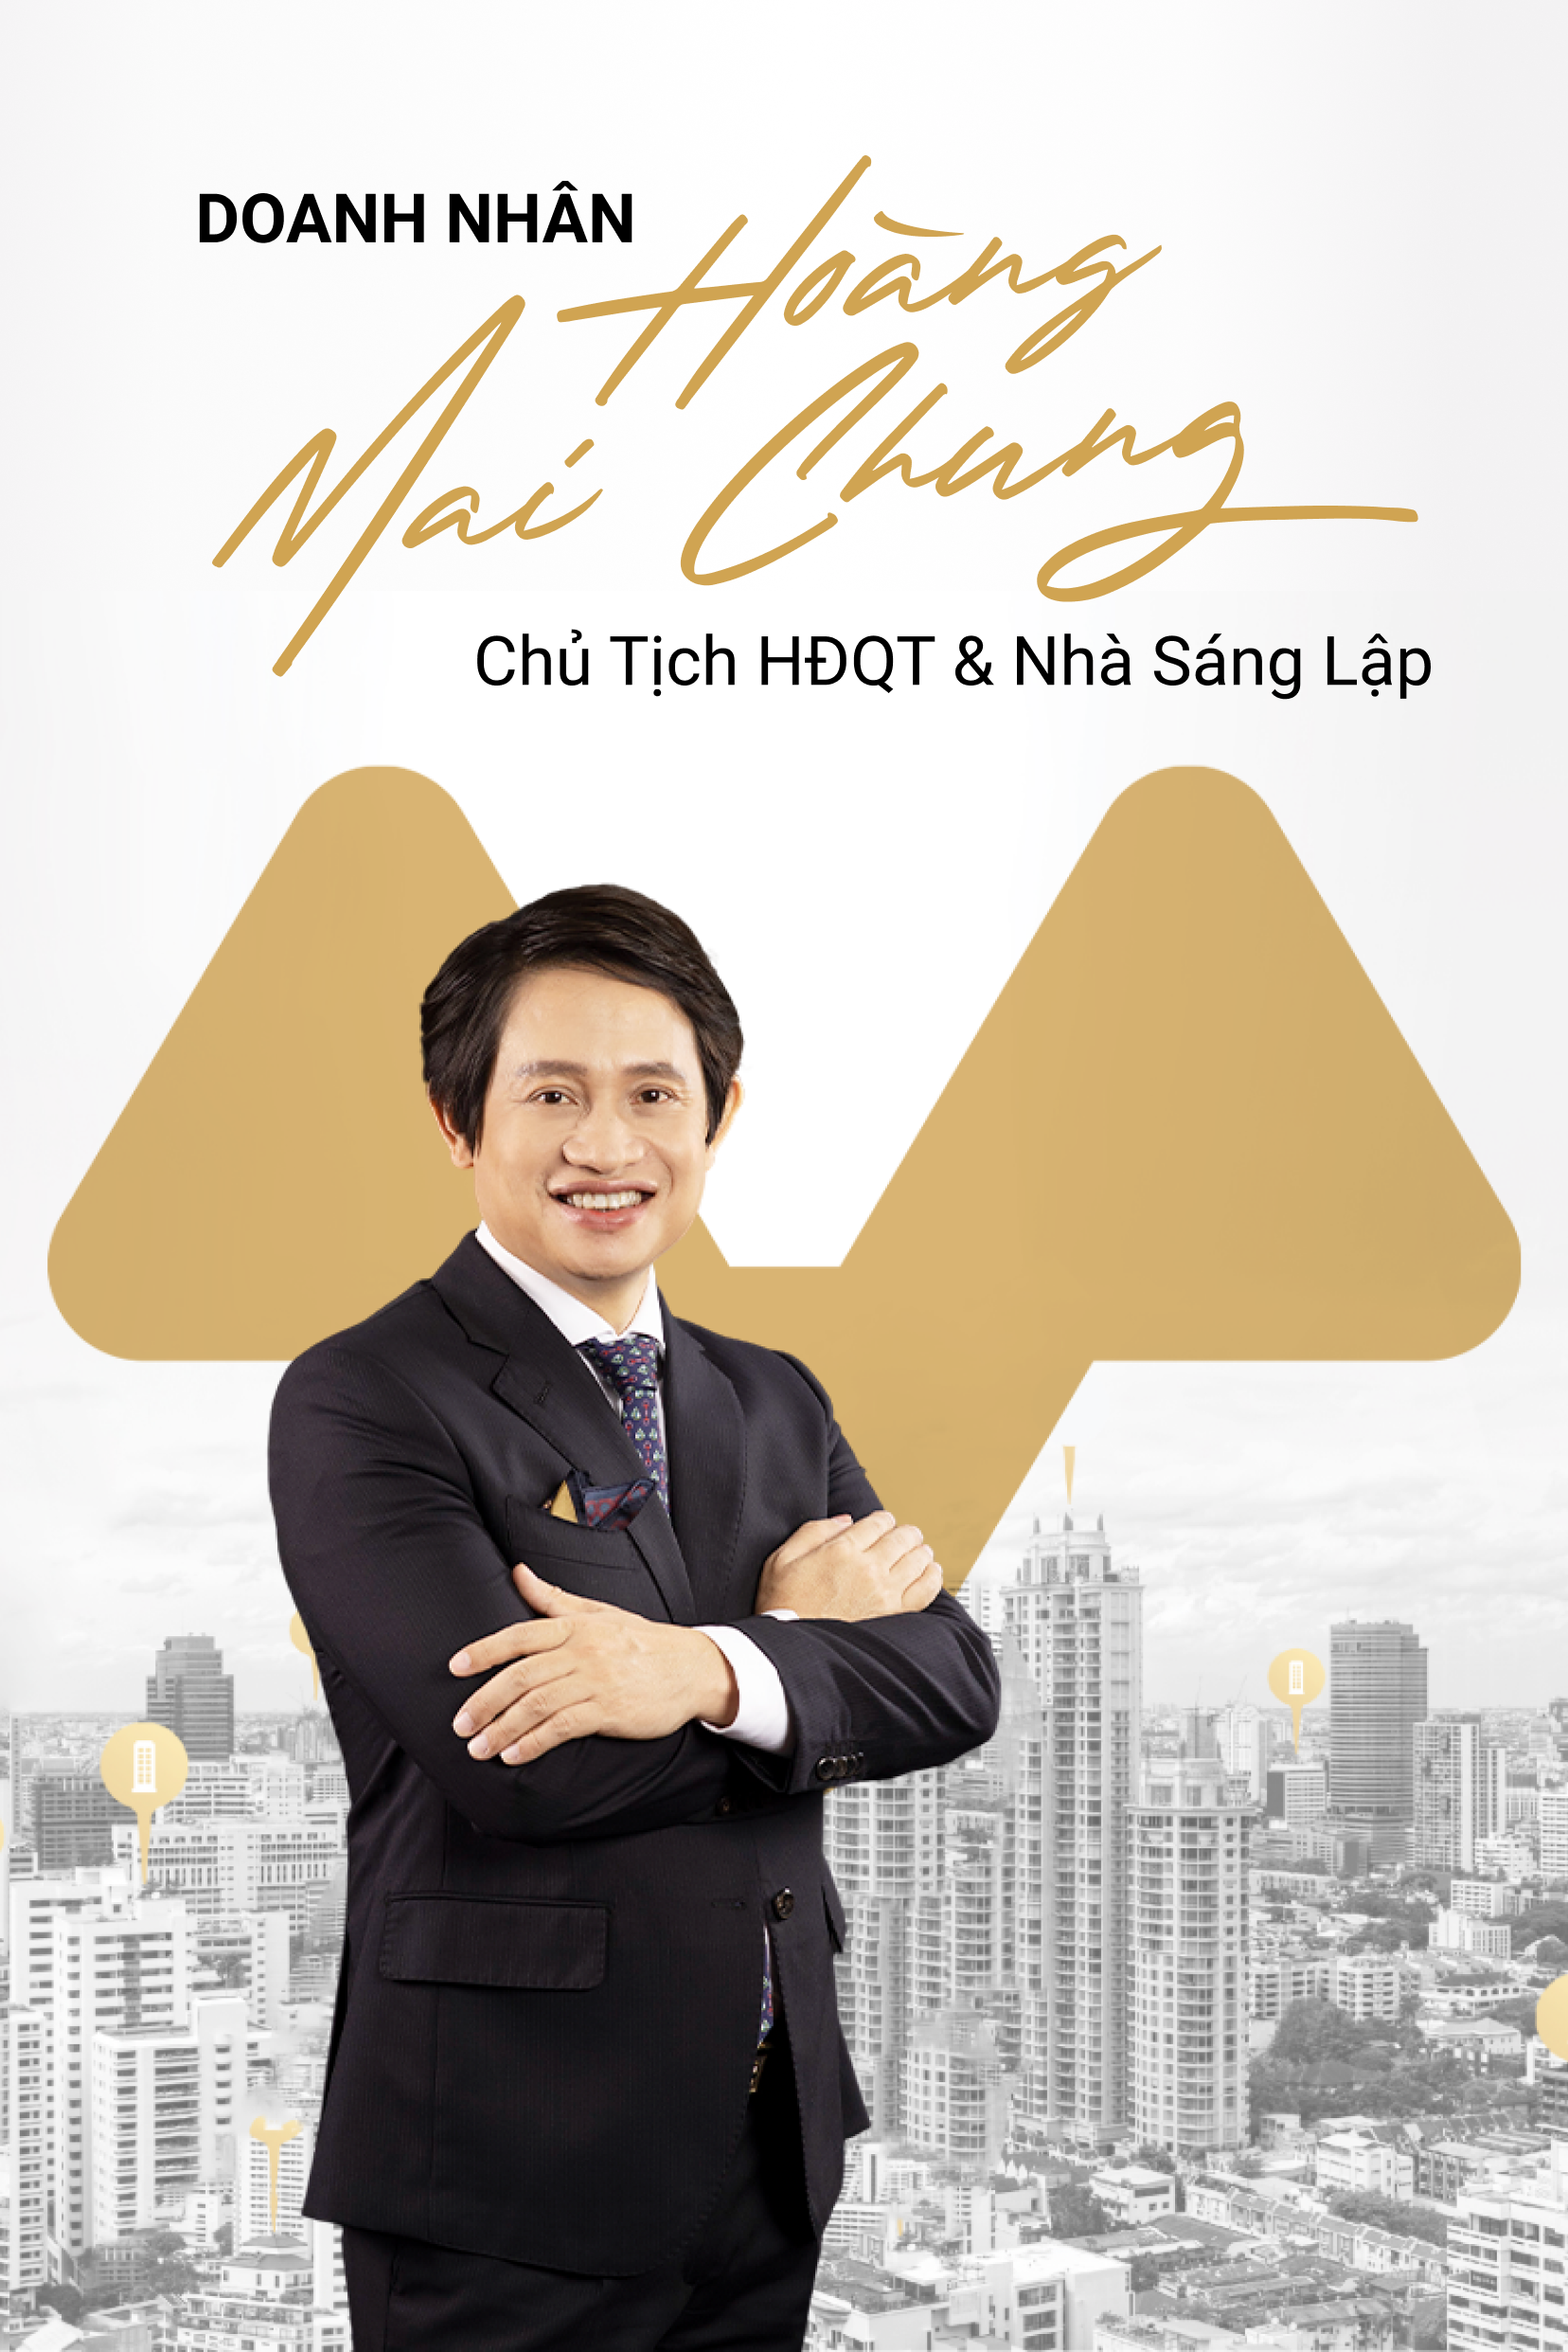 DOANH NHÂN
Hoàng
Mai Chung
Chủ Tịch HĐQT & Nhà Sáng Lập